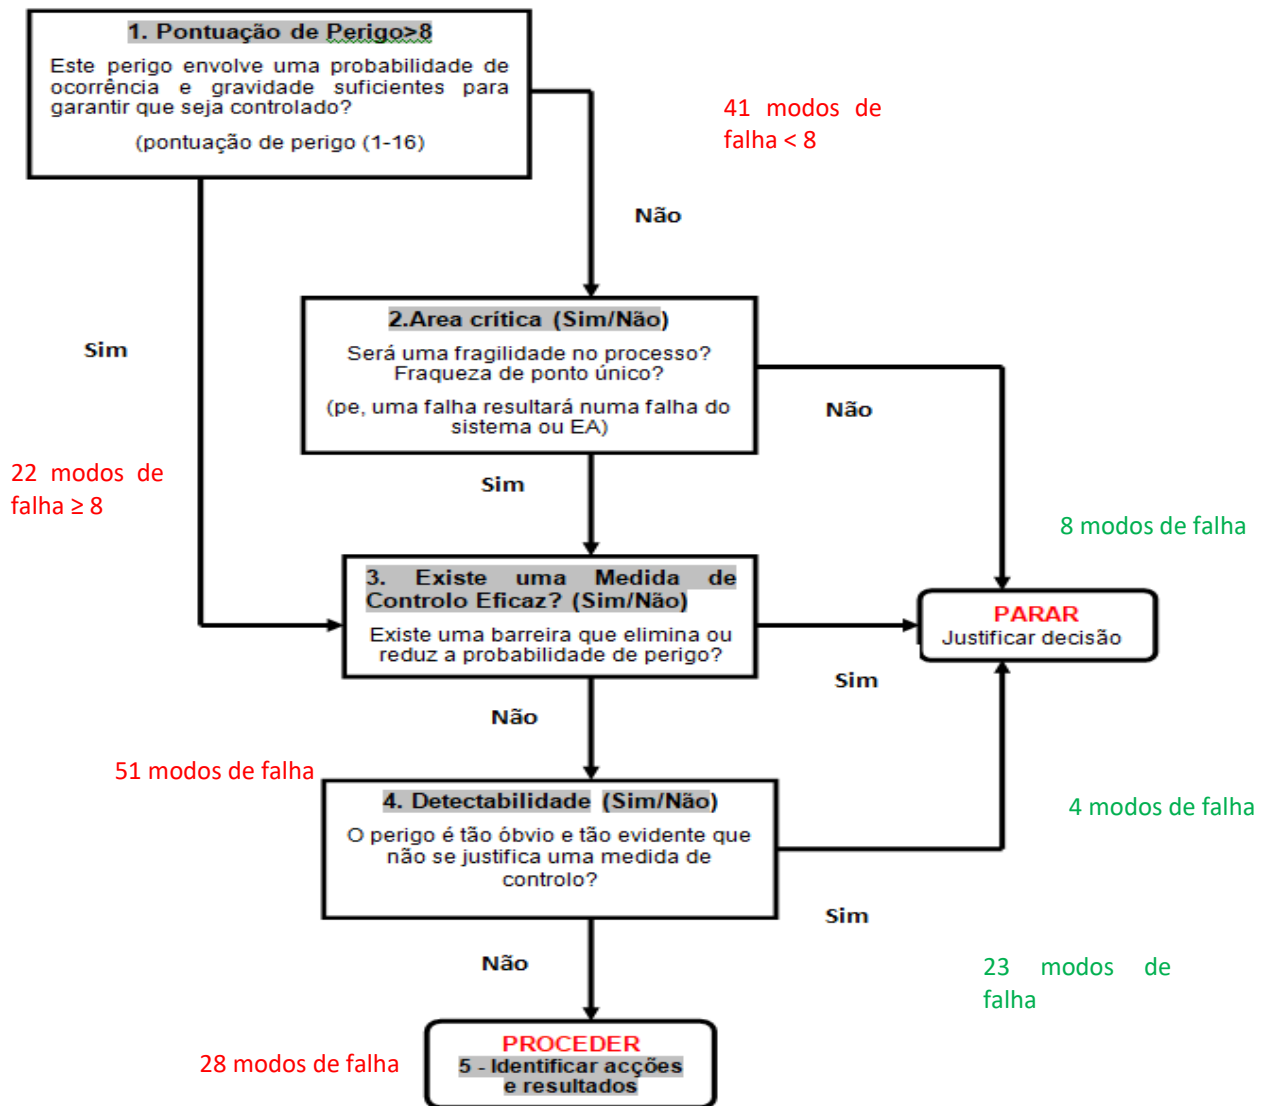 1. Pontuação de Perigo>8
Este perigo envolve uma probabilidade de
ocorrência e gravidade suficientes para
garantir que seja controlado?
(pontuação de perigo (1-16)
41 modos de
falha < 8
Não
2.Area crítica (Sim/Não)
Será uma fragilidade no processo?
Fraqueza de ponto único?
(pe, uma falha resultará numa falha do
sistema ou EA)
Sim
Não
Sim
22 modos de
falha ≥ 8
8 modos de falha
3. Existe uma Medida de
Controlo Eficaz? (Sim/Não)
Existe uma barreira que elimina ou
reduz a probabilidade de perigo?
PARAR
Justificar decisão
Sim
Não
51 modos de falha
4. Detectabilidade (Sim/Não)
O perigo é tão óbvio e tão evidente que
não se justifica uma medida de
controlo?
4 modos de falha
Sim
Não
23 modos de
falha
28 modos de falha
PROCEDER
5 - Identificar acções
e resultados